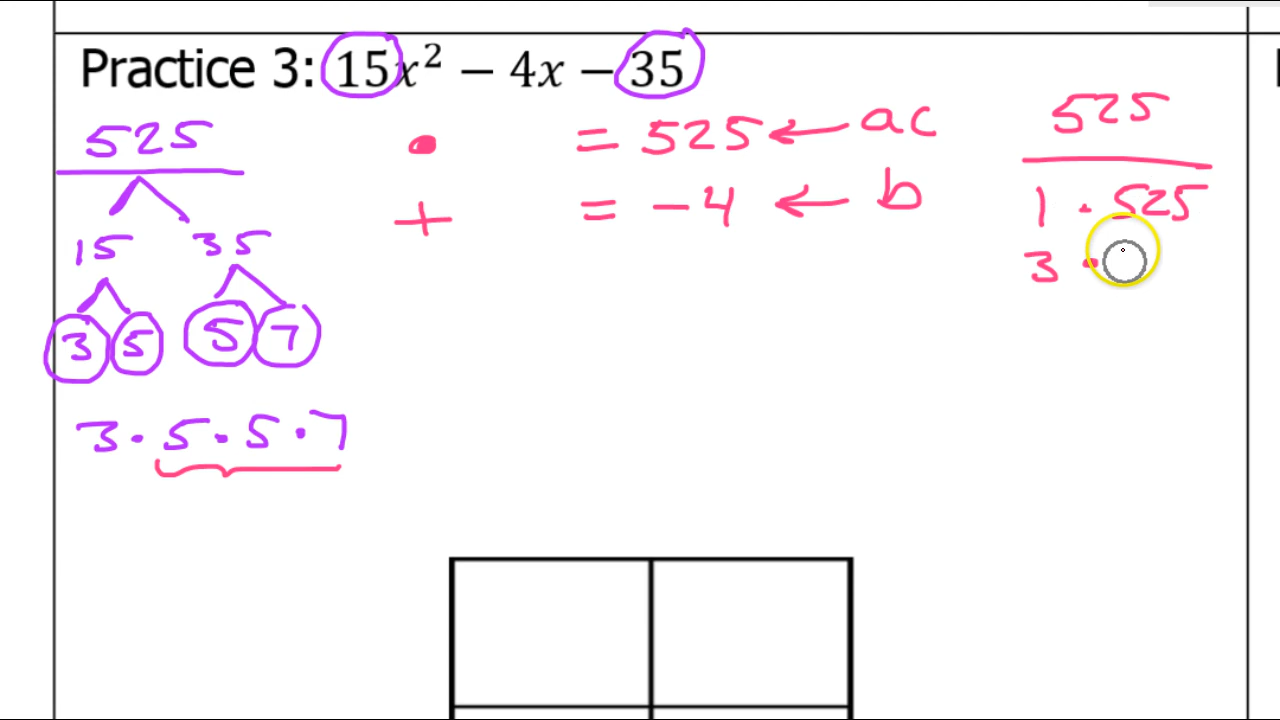 Practice 3: 15x² − 4x − 35
525
15 35
3 5 5 7
3 · 5 · 5 · 7
· = 525 ← ac
+ = −4 ← b
525
1 · 525
3 ·